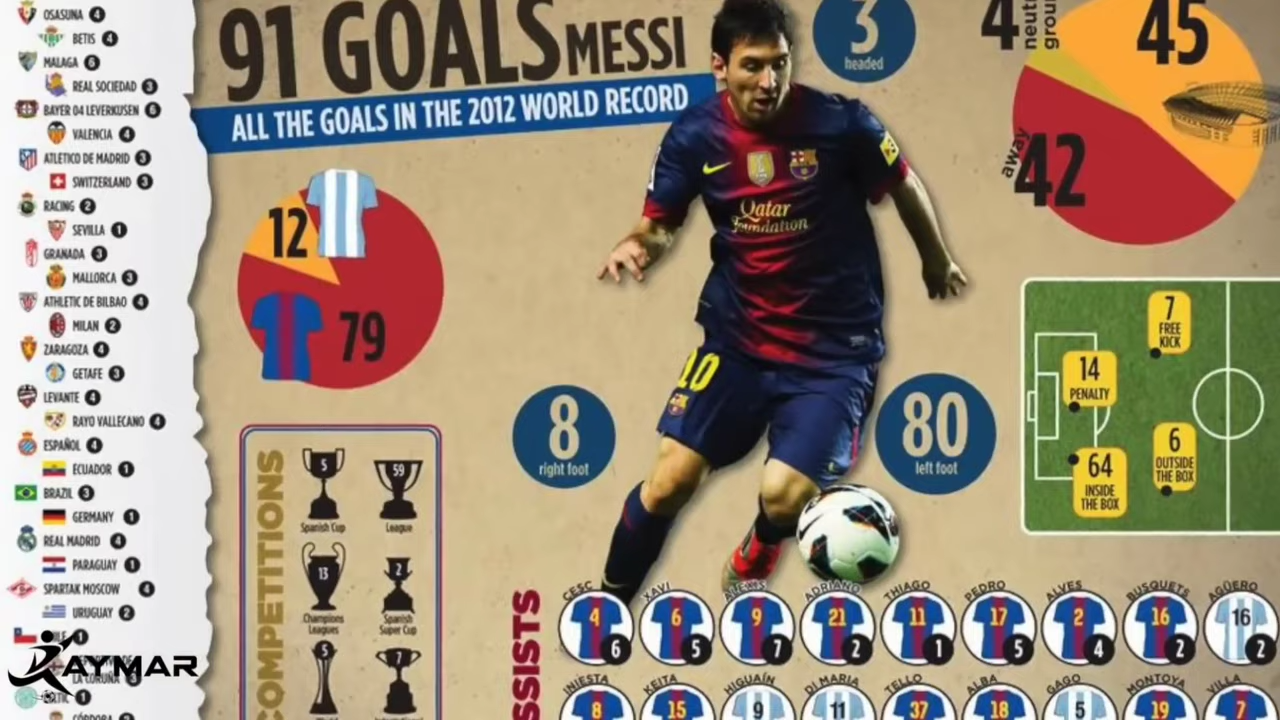 OSASUNA 4
BETIS 4
MALAGA 6
REAL SOCIEDAD 3
BAYER 04 LEVERKUSEN 6
VALENCIA 4
ATLETICO DE MADRID 3
SWITZERLAND 3
RACING 2
SEVILLA 1
GRANADA 3
MALLORCA 3
ATHLETIC DE BILBAO 4
MILAN 2
ZARAGOZA 4
GETAFE 3
LEVANTE 4
RAYO VALLECANO 4
ESPAÑOL 4
ECUADOR 1
BRAZIL 3
GERMANY 1
REAL MADRID 4
PARAGUAY 1
SPARTAK MOSCOW 4
URUGUAY 2
1
AYMAR
LA CORUÑA
1
CÓRDOBA
91 GOALS MESSI
ALL THE GOALS IN THE 2012 WORLD RECORD
3
headed
4
45
away
42
12
79
Qatar
Foundation
10
8
right foot
80
left foot
7
FREE
KICK
14
PENALTY
6
OUTSIDE
THE BOX
64
INSIDE
THE BOX
COMPETITIONS
5 59
Spanish Cup League
13 2
Champions Spanish
Leagues Super Cup
5 7
CESC XAVI ALEXIS ADRIANO THIAGO PEDRO ALVES BUSQUETS AGÜERO
4 6 9 21 11 17 2 16 16
6 5 7 2 1 5 4 2 2
INIESTA KEITA HIGUAÍN DI MARIA TELLO ALBA GAGO MONTOYA VILLA
8 15 9 11 37 18 5 19 7